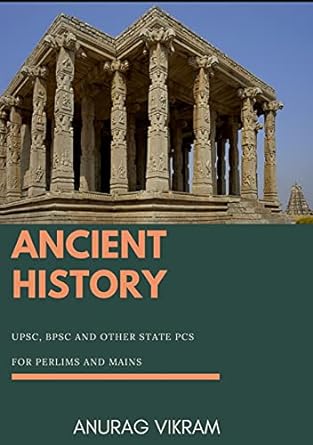 ANCIENT
HISTORY
UPSC, BPSC AND OTHER STATE PCS
FOR PERLIMS AND MAINS
ANURAG VIKRAM